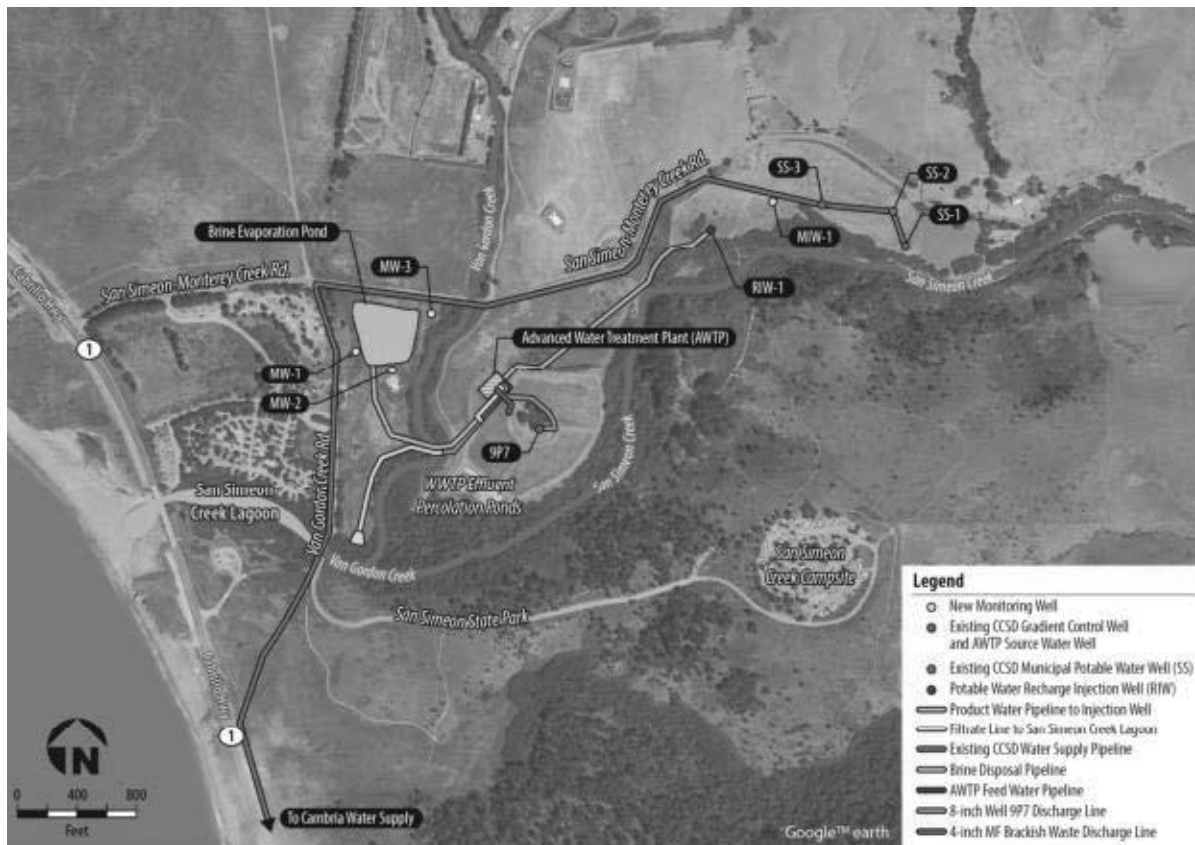 SS-3
SS-2
SS-1
MIW-1
San Simeon-Monterey Creek Rd.
Van Gordon Creek
Brine Evaporation Pond
MW-3
San Simeon Creek
RIW-1
San Simeon-Monterey Creek Rd.
Cabrillo Hwy.
1
Advanced Water Treatment Plant (AWTP)
MW-1
MW-2
9P7
San Simeon Creek
WWTP Effluent
Percolation Ponds
San Simeon
Creek Lagoon
Van Gordon Creek Rd
Van Gordon Creek
San Simeon
Creek Campsite
San Simeon State Park
1
N
0 400 800
Feet
To Cambria Water Supply
Google™ earth
Legend
New Monitoring Well
Existing CCSD Gradient Control Well
and AWTP Source Water Well
Existing CCSD Municipal Potable Water Well (SS)
Potable Water Recharge Injection Well (RIW)
Product Water Pipeline to Injection Well
Filtrate Line to San Simeon Creek Lagoon
Existing CCSD Water Supply Pipeline
Brine Disposal Pipeline
AWTP Feed Water Pipeline
8-inch Well 9P7 Discharge Line
4-inch MF Brackish Waste Discharge Line